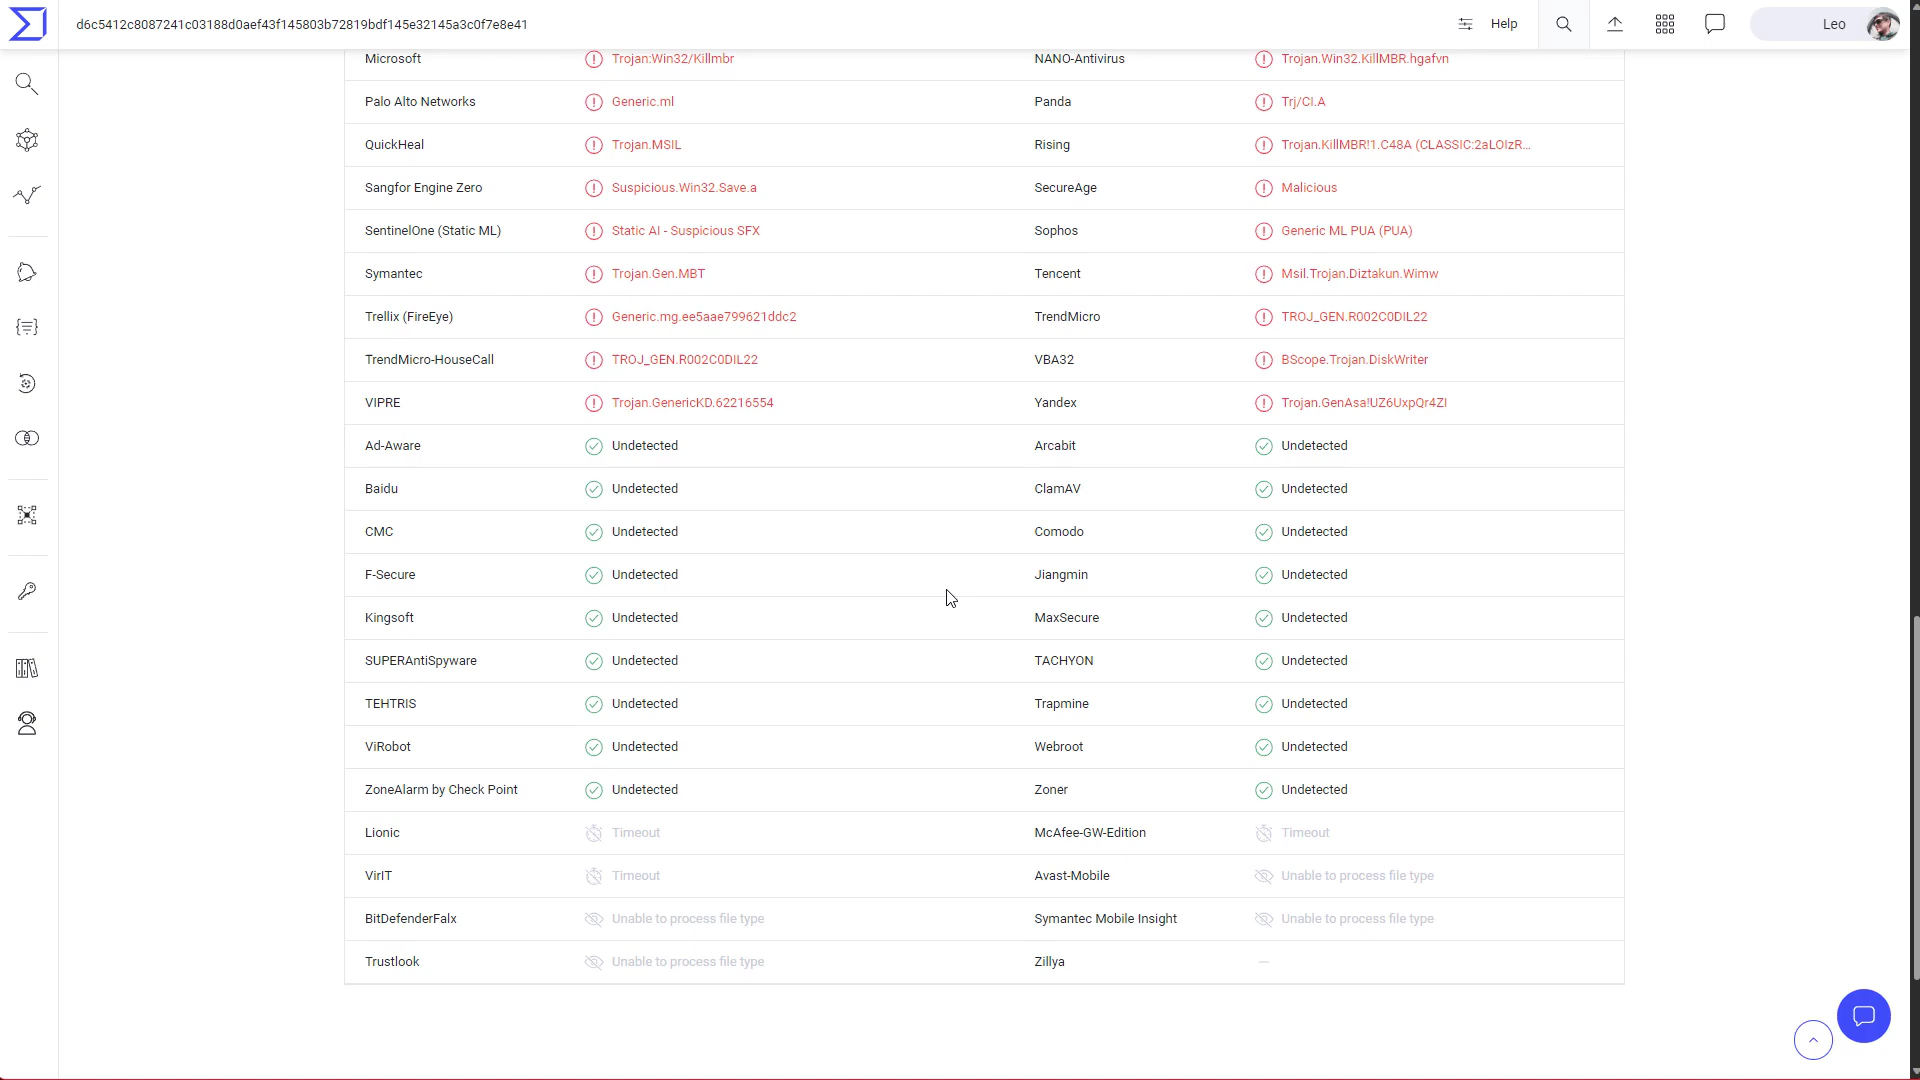 d6c5412c8087241c03188d0aef43f145803b72819bdf145e32145a3c0f7e8e41 Help Leo
Microsoft Trojan:Win32/Killmbr NANO-Antivirus Trojan.Win32.KillMBR.hgafvn
Palo Alto Networks Generic.ml Panda Trj/CI.A
QuickHeal Trojan.MSIL Rising Trojan.KillMBR!1.C48A (CLASSIC:2aLOIzR...
Sangfor Engine Zero Suspicious.Win32.Save.a SecureAge Malicious
SentinelOne (Static ML) Static AI - Suspicious SFX Sophos Generic ML PUA (PUA)
Symantec Trojan.Gen.MBT Tencent Msil.Trojan.Diztakun.Wimw
Trellix (FireEye) Generic.mg.ee5aae799621ddc2 TrendMicro TROJ_GEN.R002C0DIL22
TrendMicro-HouseCall TROJ_GEN.R002C0DIL22 VBA32 BScope.Trojan.DiskWriter
VIPRE Trojan.GenericKD.62216554 Yandex Trojan.GenAsa!UZ6UxpQr4ZI
Ad-Aware Undetected Arcabit Undetected
Baidu Undetected ClamAV Undetected
CMC Undetected Comodo Undetected
F-Secure Undetected Jiangmin Undetected
Kingsoft Undetected MaxSecure Undetected
SUPERAntiSpyware Undetected TACHYON Undetected
TEHTRIS Undetected Trapmine Undetected
ViRobot Undetected Webroot Undetected
ZoneAlarm by Check Point Undetected Zoner Undetected
Lionic Timeout McAfee-GW-Edition Timeout
VirIT Timeout Avast-Mobile Unable to process file type
BitDefenderFalx Unable to process file type Symantec Mobile Insight Unable to process file type
Trustlook Unable to process file type Zillya —